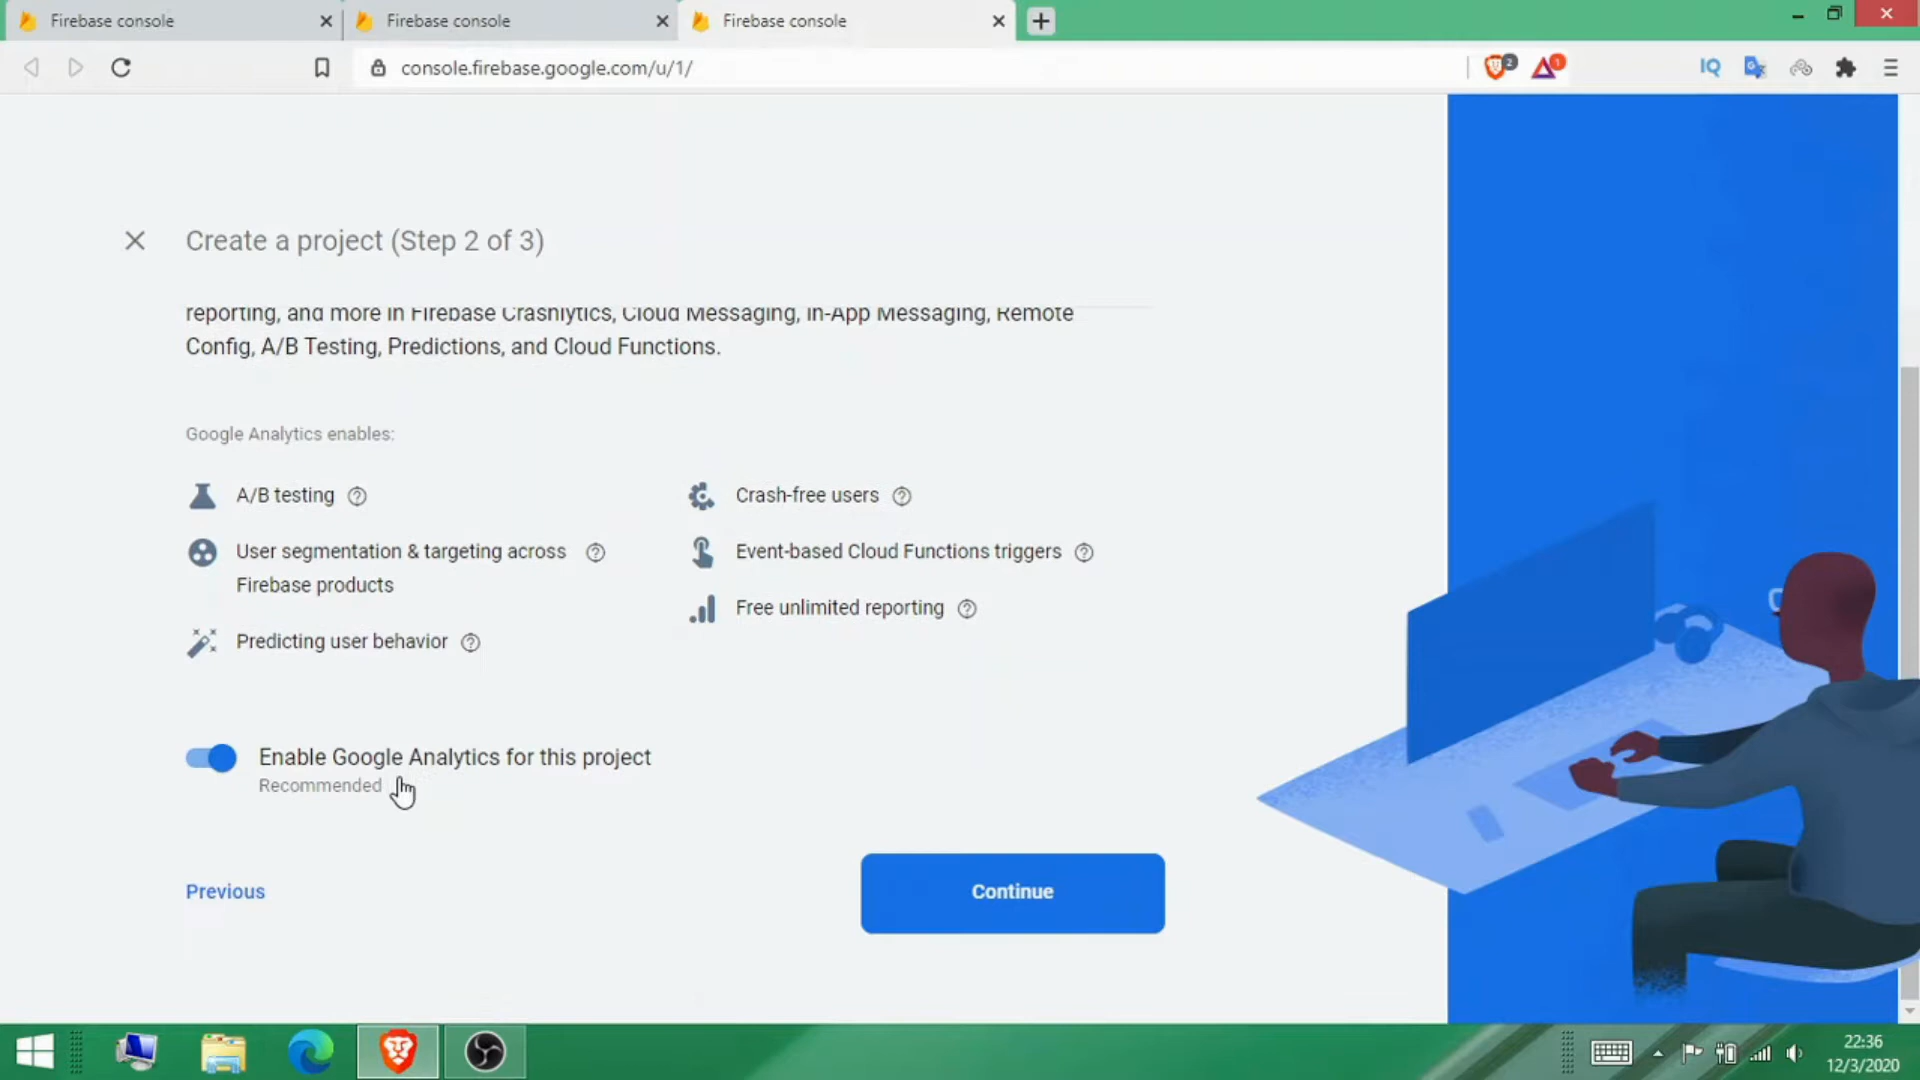 Firebase console
Firebase console
Firebase console
console.firebase.google.com/u/1/
2
1
IQ
Create a project (Step 2 of 3)
reporting, and more in Firebase Crashlytics, Cloud Messaging, In-App Messaging, Remote
Config, A/B Testing, Predictions, and Cloud Functions.
Google Analytics enables:
A/B testing
Crash-free users
User segmentation & targeting across
Firebase products
Event-based Cloud Functions triggers
Free unlimited reporting
Predicting user behavior
Enable Google Analytics for this project
Recommended
Previous
Continue
22:36
12/3/2020